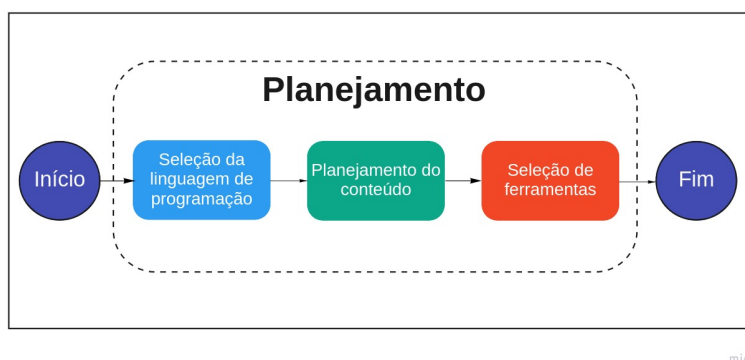 Planejamento
Início
Seleção da
linguagem de
programação
Planejamento do
conteúdo
Seleção de
ferramentas
Fim